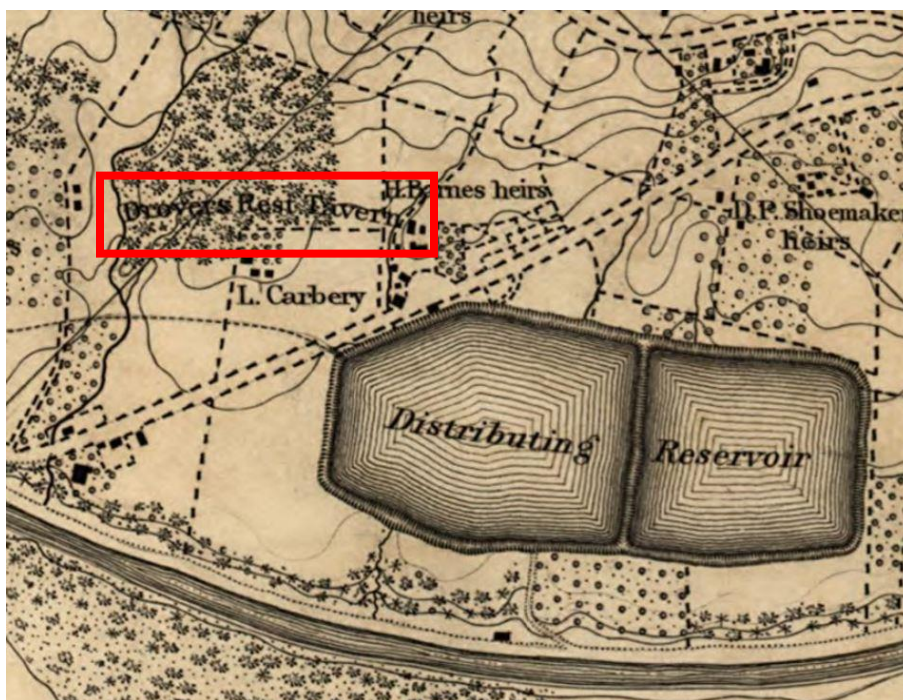 heirs
Drovers Rest Tavern
H. Barnes heirs
D. P. Shoemaker
heirs
s
L. Carbery
Distributing
Reservoir